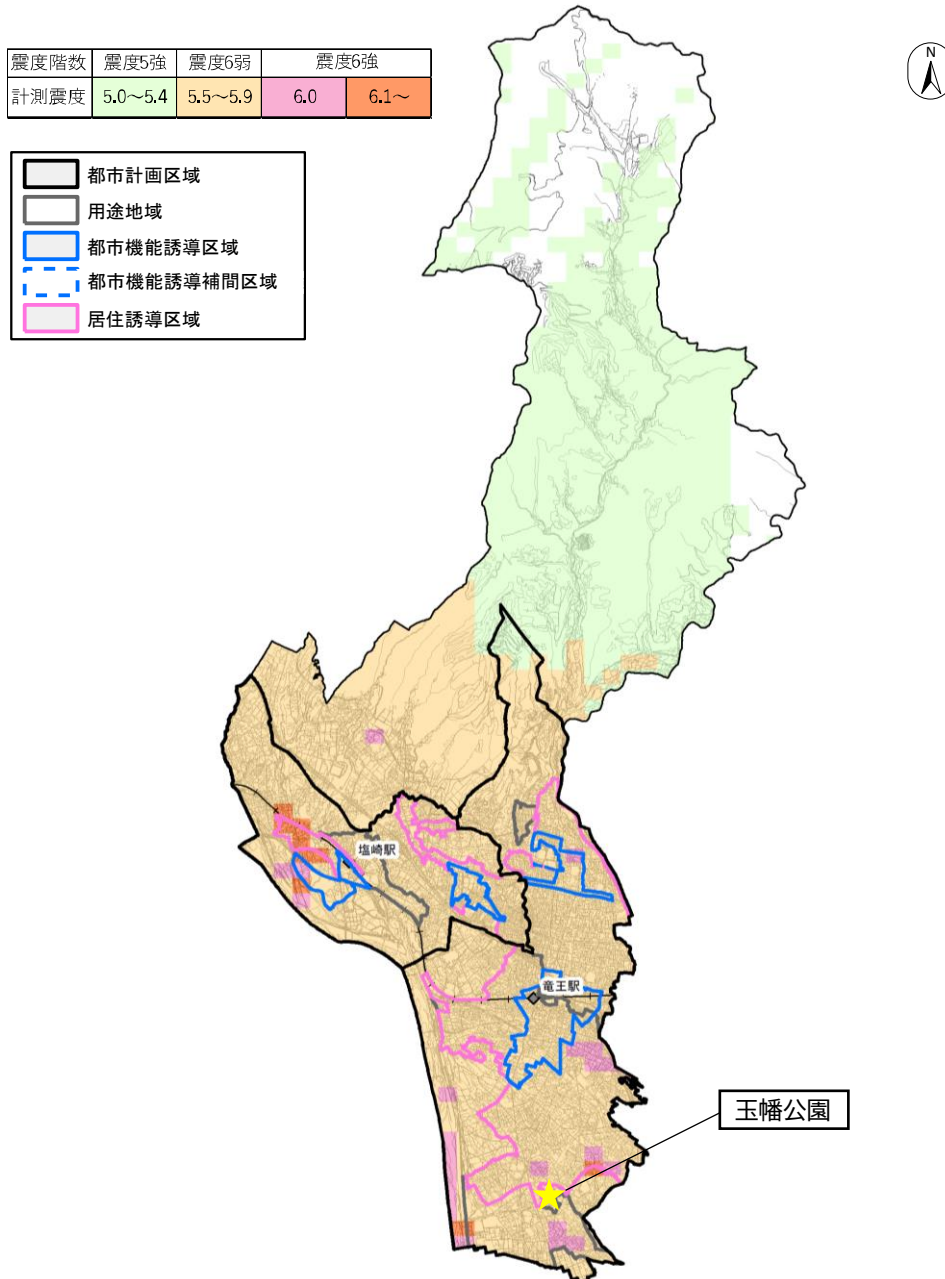 震度階数 震度5強 震度6弱 震度6強
計測震度 5.0～5.4 5.5～5.9 6.0 6.1～
N
都市計画区域
用途地域
都市機能誘導区域
都市機能誘導補間区域
居住誘導区域
塩崎駅
竜王駅
玉幡公園